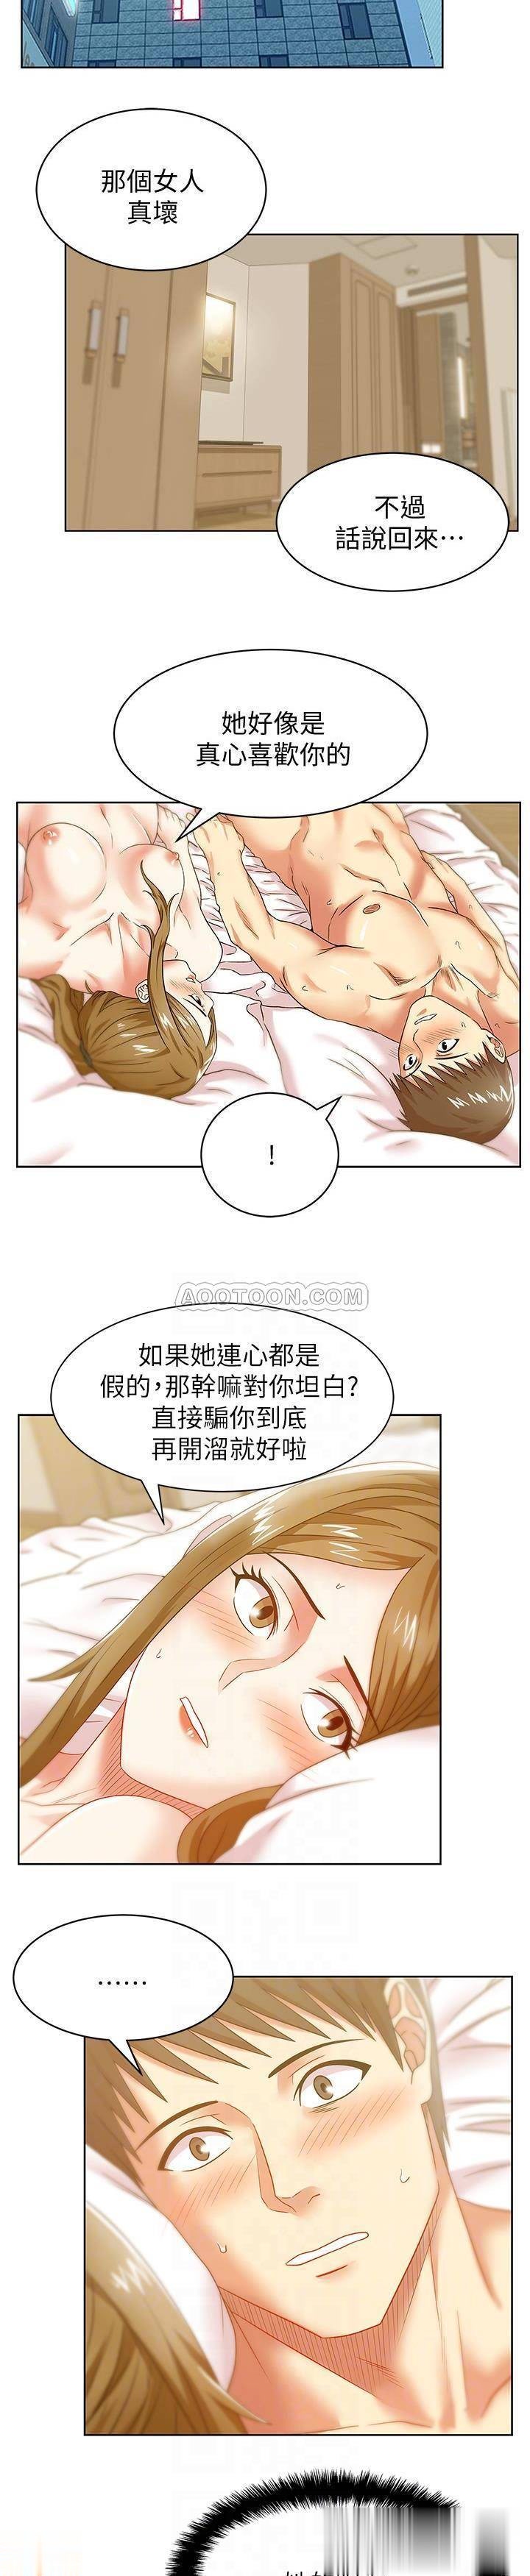 那個女人
真壞
不過
話說回來…
她好像是
真心喜歡你的
!
AOOTOON.COM
如果她連心都是
假的,那幹嘛對你坦白?
直接騙你到底
再開溜就好啦
……